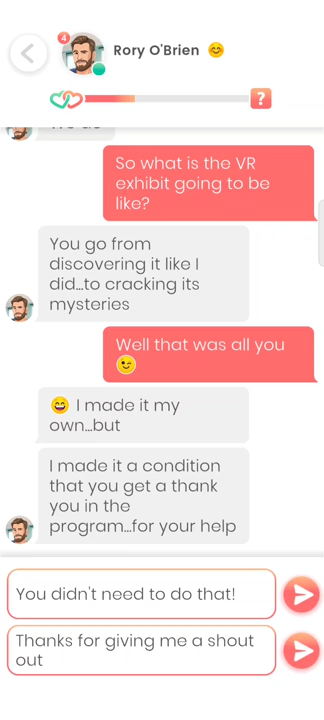 4
Rory O'Brien 😊
?
So what is the VR
exhibit going to be
like?
You go from
discovering it like I
did...to cracking its
mysteries
Well that was all you
😉
😄 I made it my
own...but
I made it a condition
that you get a thank
you in the
program...for your help
You didn't need to do that!
Thanks for giving me a shout
out